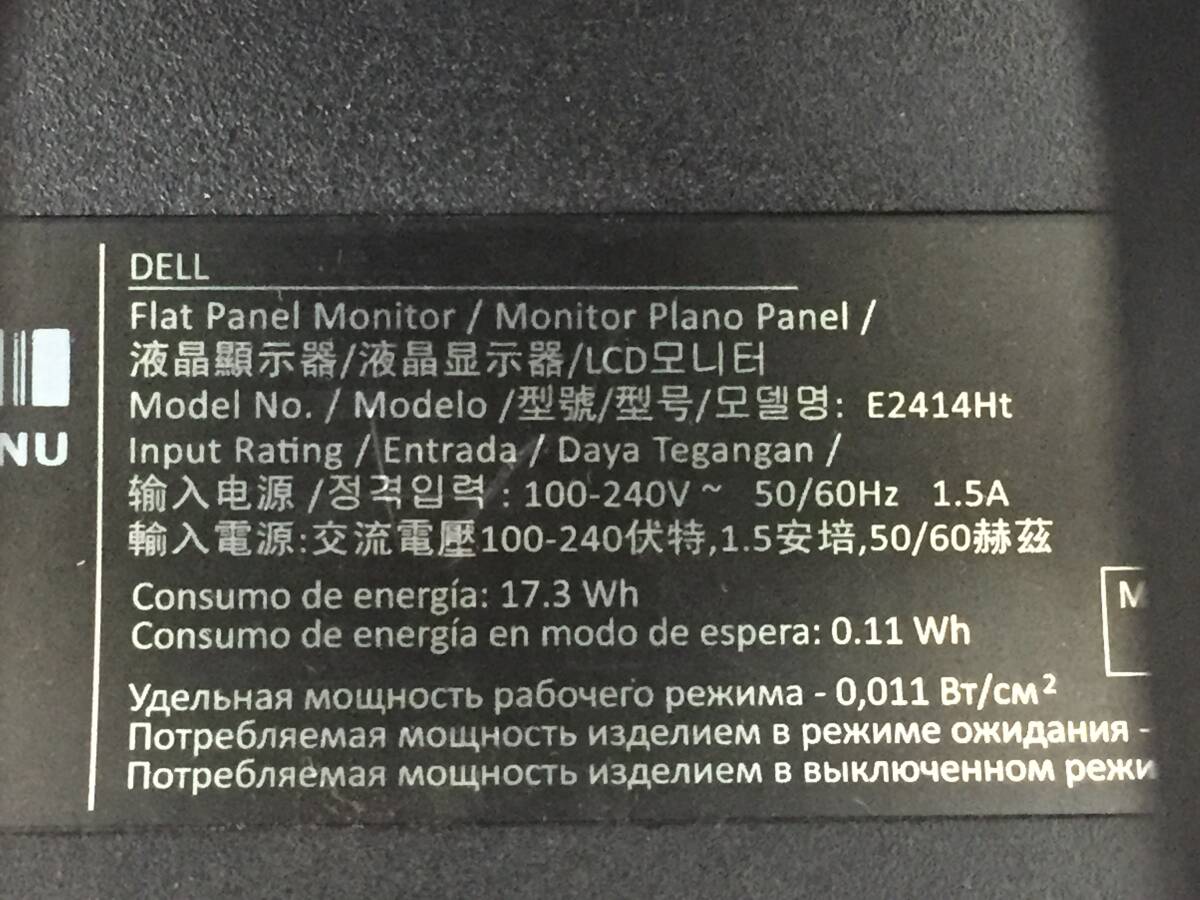 NU
DELL
Flat Panel Monitor / Monitor Plano Panel /
液晶顯示器/液晶显示器/LCD모니터
Model No. / Modelo /型號/型号/모델명: E2414Ht
Input Rating / Entrada / Daya Tegangan /
输入电源 /정격입력 : 100-240V ~ 50/60Hz 1.5A
輸入電源:交流電壓100-240伏特,1.5安培,50/60赫茲
Consumo de energía: 17.3 Wh
Consumo de energía en modo de espera: 0.11 Wh
M
Удельная мощность рабочего режима - 0,011 Вт/см²
Потребляемая мощность изделием в режиме ожидания -
Потребляемая мощность изделием в выключенном режи